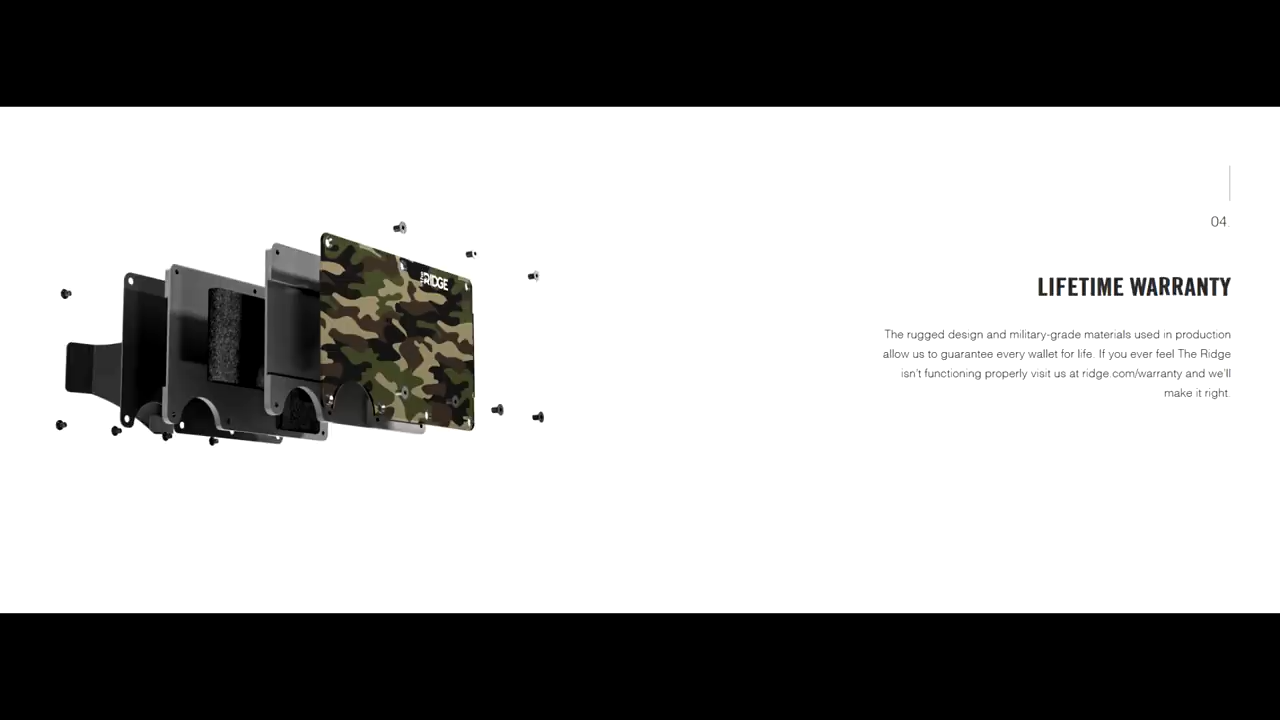 THE RIDGE
04.
LIFETIME WARRANTY
The rugged design and military-grade materials used in production
allow us to guarantee every wallet for life. If you ever feel The Ridge
isn't functioning properly visit us at ridge.com/warranty and we'll
make it right.